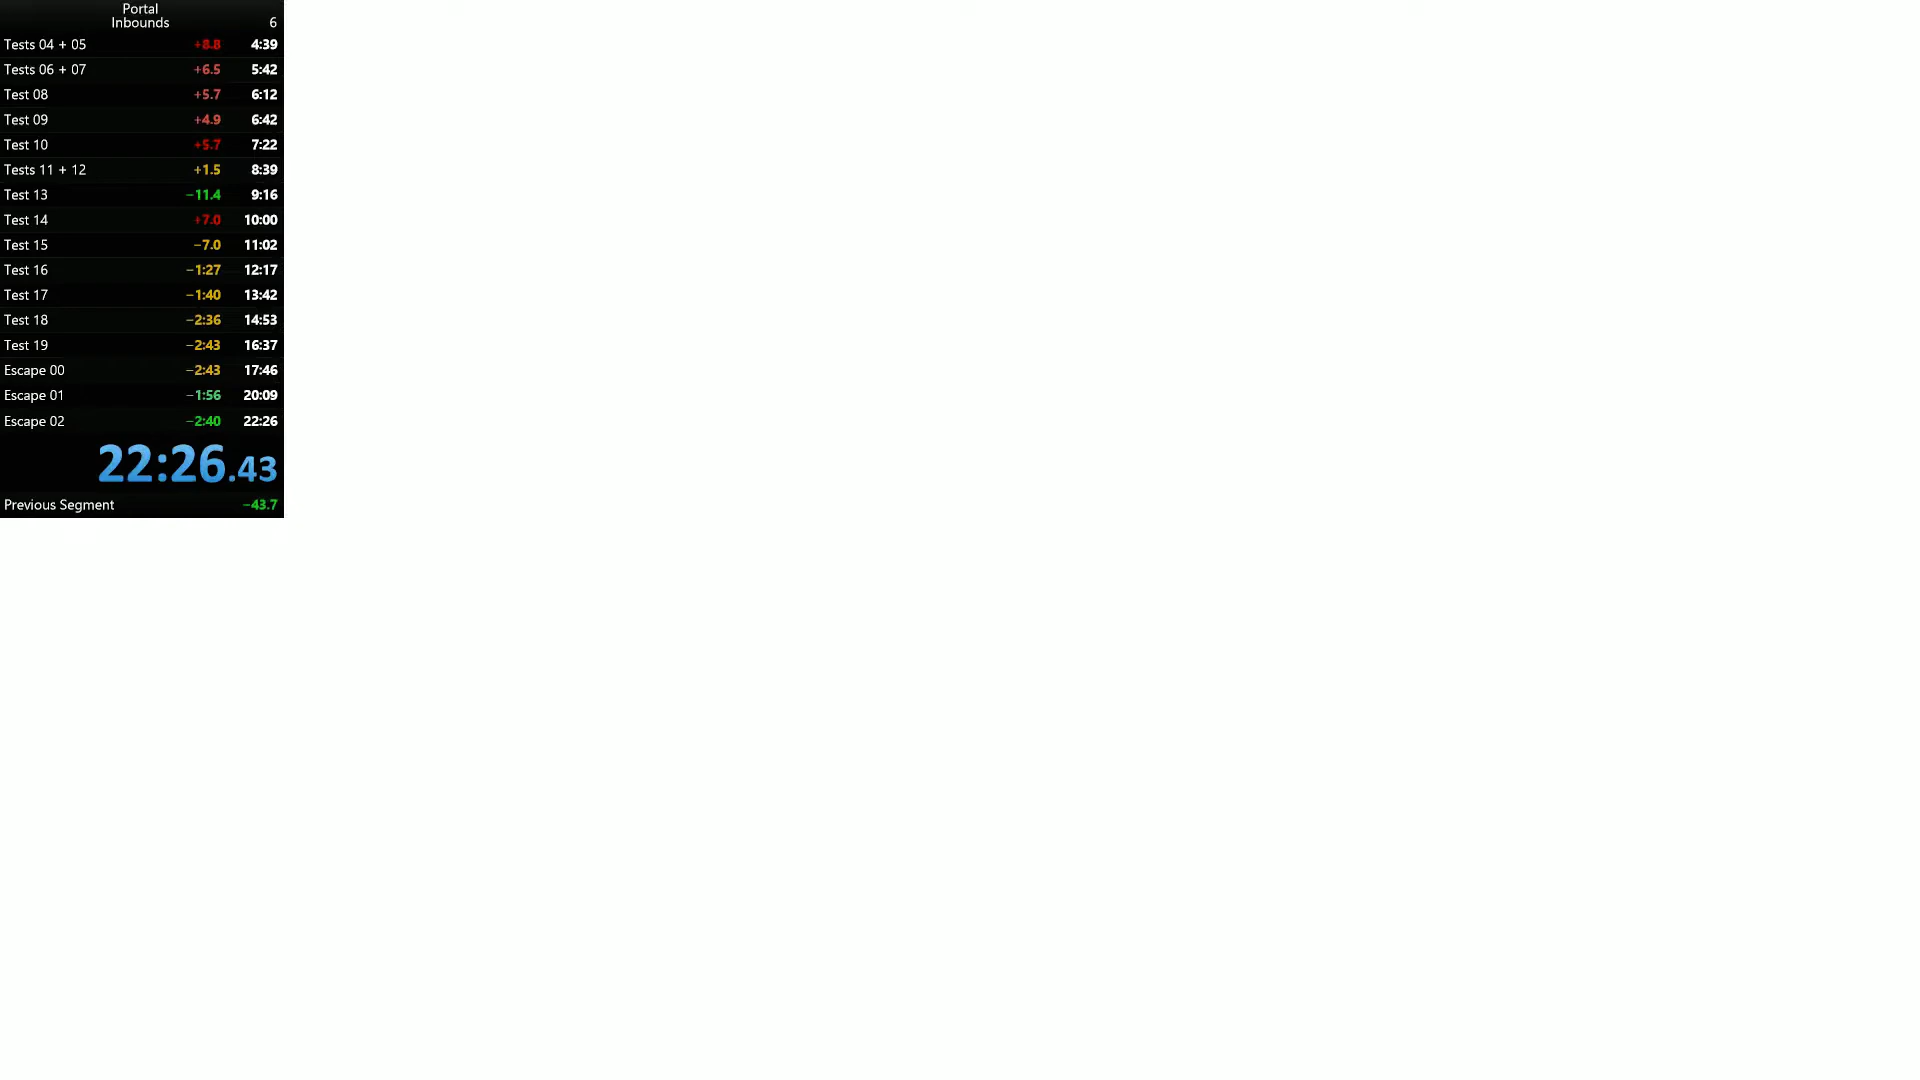 Portal
Inbounds 6
Tests 04 + 05 +8.8 4:39
Tests 06 + 07 +6.5 5:42
Test 08 +5.7 6:12
Test 09 +4.9 6:42
Test 10 +5.7 7:22
Tests 11 + 12 +1.5 8:39
Test 13 −11.4 9:16
Test 14 +7.0 10:00
Test 15 −7.0 11:02
Test 16 −1:27 12:17
Test 17 −1:40 13:42
Test 18 −2:36 14:53
Test 19 −2:43 16:37
Escape 00 −2:43 17:46
Escape 01 −1:56 20:09
Escape 02 −2:40 22:26
22:26.43
Previous Segment −43.7